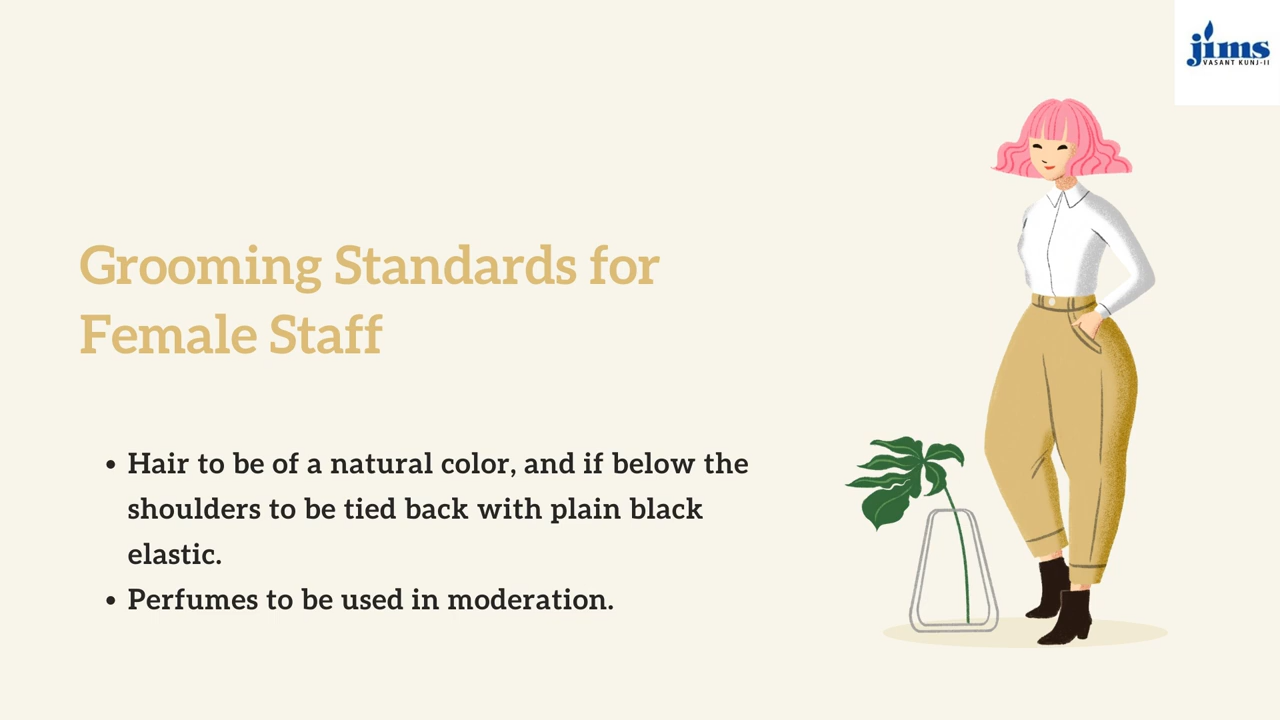 jims
VASANT KUNJ-II
Grooming Standards for
Female Staff
• Hair to be of a natural color, and if below the
shoulders to be tied back with plain black
elastic.
• Perfumes to be used in moderation.